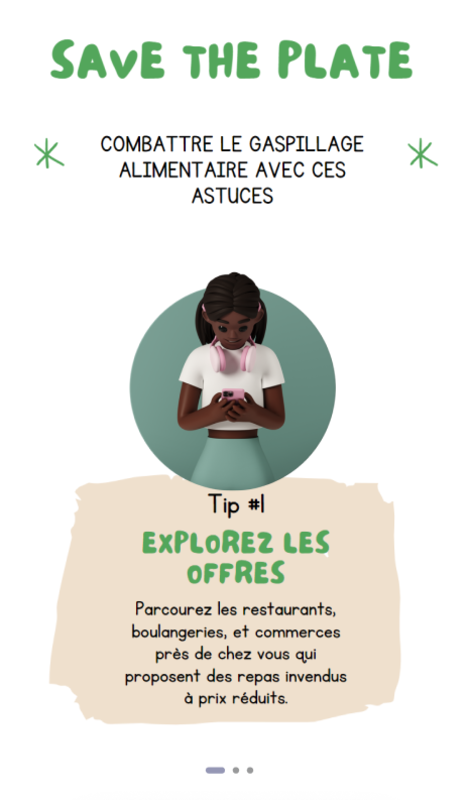 SAVE THE PLATE
COMBATTRE LE GASPILLAGE
ALIMENTAIRE AVEC CES
ASTUCES
Tip #1
EXPLOREZ LES
OFFRES
Parcourez les restaurants,
boulangeries, et commerces
près de chez vous qui
proposent des repas invendus
à prix réduits.